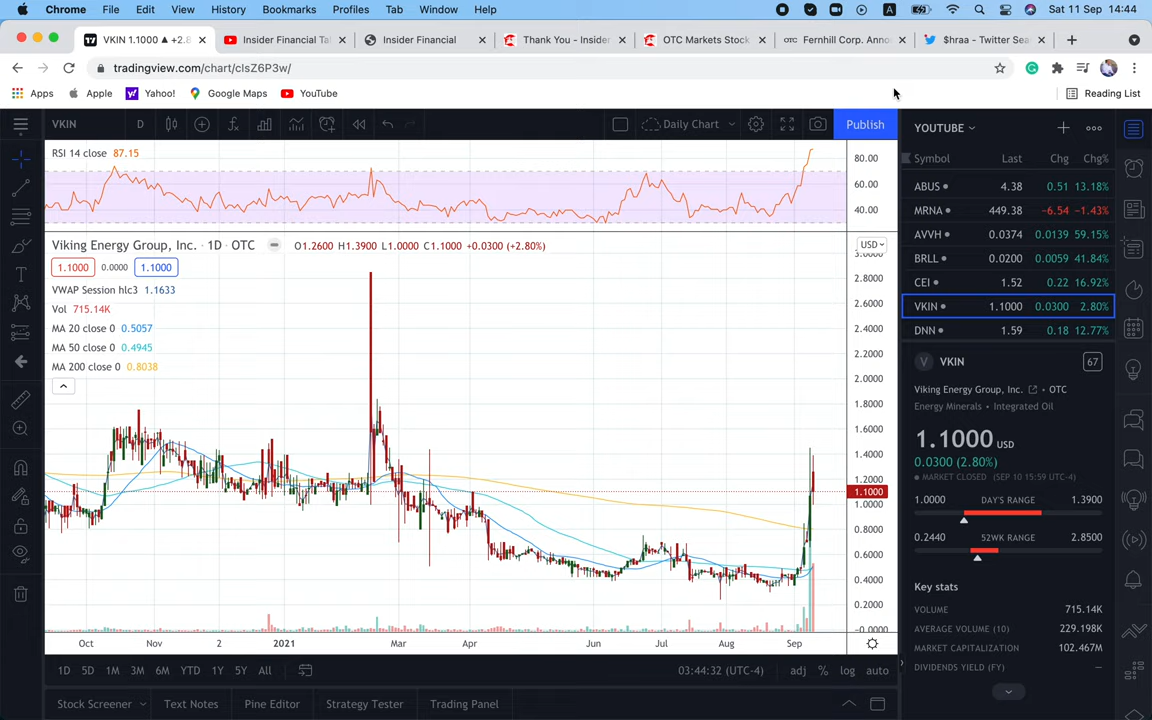 Chrome File Edit View History Bookmarks Profiles Tab Window Help A Sat 11 Sep 14:44
VKIN 1.1000 ▲ +2.8 Insider Financial Ta Insider Financial Thank You - Insider OTC Markets Stock Fernhill Corp. Anno $hraa - Twitter Sea
tradingview.com/chart/clsZ6P3w/
Apps Apple Yahoo! Google Maps YouTube Reading List
VKIN D Daily Chart Publish YOUTUBE
RSI 14 close 87.15
80.00
60.00
40.00
Symbol Last Chg Chg%
ABUS 4.38 0.51 13.18%
MRNA 449.38 -6.54 -1.43%
AVVH 0.0374 0.0139 59.15%
BRLL 0.0200 0.0059 41.84%
CEI 1.52 0.22 16.92%
VKIN 1.1000 0.0300 2.80%
DNN 1.59 0.18 12.77%
Viking Energy Group, Inc. · 1D · OTC O1.2600 H1.3900 L1.0000 C1.1000 +0.0300 (+2.80%)
USD
1.1000 0.0000 1.1000
VWAP Session hlc3 1.1633
Vol 715.14K
MA 20 close 0 0.5057
MA 50 close 0 0.4945
MA 200 close 0 0.8038
3.0000
2.8000
2.6000
2.4000
2.2000
2.0000
1.8000
1.6000
1.4000
1.2000
1.1000
1.0000
0.8000
0.6000
0.4000
0.2000
-0.0000
Oct Nov 2 2021 Mar Apr Jun Jul Aug Sep
V VKIN 67
Viking Energy Group, Inc. • OTC
Energy Minerals • Integrated Oil
1.1000 USD
0.0300 (2.80%)
MARKET CLOSED (SEP 10 15:59 UTC-4)
1.0000 DAY'S RANGE 1.3900
0.2440 52WK RANGE 2.8500
Key stats
VOLUME 715.14K
AVERAGE VOLUME (10) 229.198K
MARKET CAPITALIZATION 102.467M
DIVIDENDS YIELD (FY) —
1D 5D 1M 3M 6M YTD 1Y 5Y All 03:44:32 (UTC-4) adj % log auto
Stock Screener Text Notes Pine Editor Strategy Tester Trading Panel